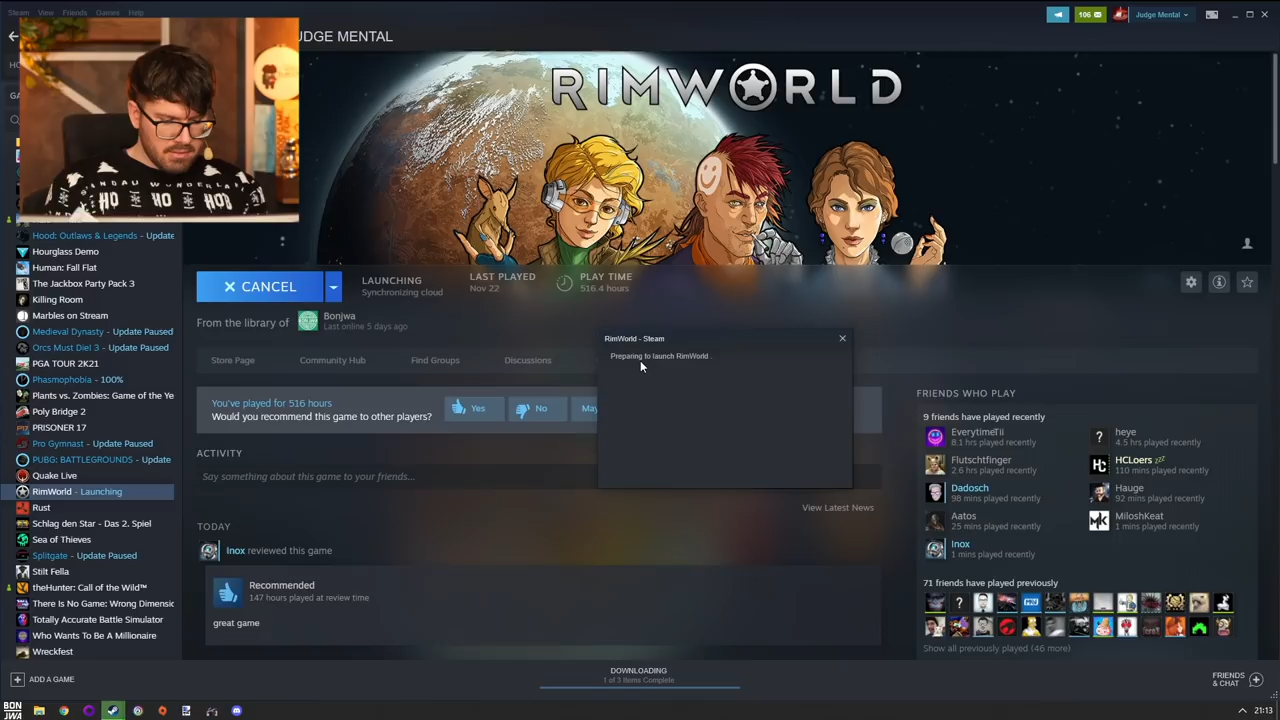 Steam View Friends Games Help
106
Judge Mental
JUDGE MENTAL
RIMWORLD
HO HO HO
CANCEL
LAUNCHING
Synchronizing cloud
LAST PLAYED
Nov 22
PLAY TIME
516.4 hours
From the library of
Bonjwa
Last online 5 days ago
Store Page
Community Hub
Find Groups
Discussions
RimWorld - Steam
Preparing to launch RimWorld .
You've played for 516 hours
Would you recommend this game to other players?
Yes
No
May
ACTIVITY
Say something about this game to your friends...
View Latest News
TODAY
Inox reviewed this game
Recommended
147 hours played at review time
great game
FRIENDS WHO PLAY
9 friends have played recently
EverytimeTii
8.1 hrs played recently
heye
4.5 hrs played recently
Flutschtfinger
2.6 hrs played recently
HCLoers zzz
110 mins played recently
Dadosch
98 mins played recently
Hauge
92 mins played recently
Aatos
25 mins played recently
MiloshKeat
1 mins played recently
Inox
1 mins played recently
71 friends have played previously
Show all previously played (46 more)
Hood: Outlaws & Legends - Update
Hourglass Demo
Human: Fall Flat
The Jackbox Party Pack 3
Killing Room
Marbles on Stream
Medieval Dynasty - Update Paused
Orcs Must Die! 3 - Update Paused
PGA TOUR 2K21
Phasmophobia - 100%
Plants vs. Zombies: Game of the Ye
Poly Bridge 2
PRISONER 17
Pro Gymnast - Update Paused
PUBG: BATTLEGROUNDS - Update
Quake Live
RimWorld - Launching
Rust
Schlag den Star - Das 2. Spiel
Sea of Thieves
Splitgate - Update Paused
Stilt Fella
theHunter: Call of the Wild™
There Is No Game: Wrong Dimensic
Totally Accurate Battle Simulator
Who Wants To Be A Millionaire
Wreckfest
ADD A GAME
DOWNLOADING
1 of 3 Items Complete
FRIENDS
& CHAT
BON
JWA
21:13